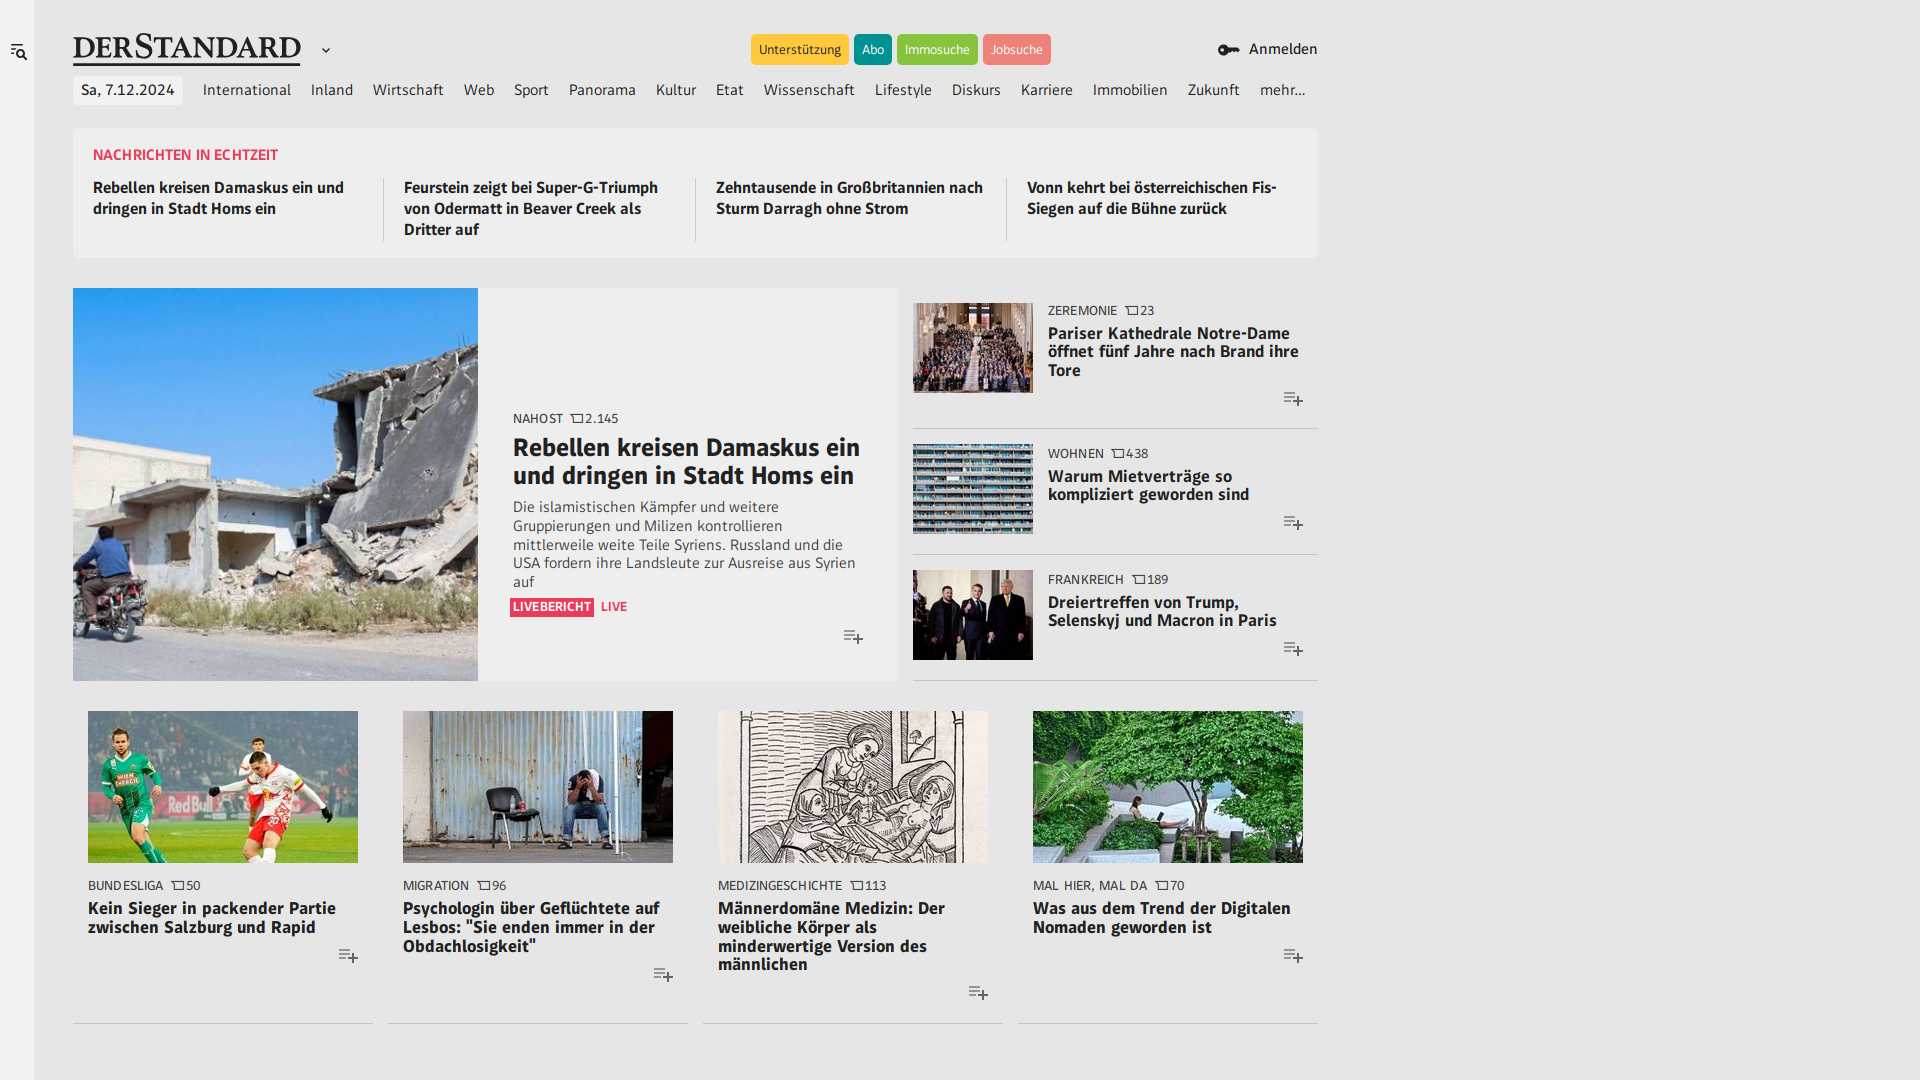 DERSTANDARD
Unterstützung
Abo
Immosuche
Jobsuche
Anmelden
Sa, 7.12.2024
International
Inland
Wirtschaft
Web
Sport
Panorama
Kultur
Etat
Wissenschaft
Lifestyle
Diskurs
Karriere
Immobilien
Zukunft
mehr...
NACHRICHTEN IN ECHTZEIT
Rebellen kreisen Damaskus ein und
dringen in Stadt Homs ein
Feurstein zeigt bei Super-G-Triumph
von Odermatt in Beaver Creek als
Dritter auf
Zehntausende in Großbritannien nach
Sturm Darragh ohne Strom
Vonn kehrt bei österreichischen Fis-
Siegen auf die Bühne zurück
NAHOST 2.145
Rebellen kreisen Damaskus ein
und dringen in Stadt Homs ein
Die islamistischen Kämpfer und weitere
Gruppierungen und Milizen kontrollieren
mittlerweile weite Teile Syriens. Russland und die
USA fordern ihre Landsleute zur Ausreise aus Syrien
auf
LIVEBERICHT LIVE
ZEREMONIE 23
Pariser Kathedrale Notre-Dame
öffnet fünf Jahre nach Brand ihre
Tore
WOHNEN 438
Warum Mietverträge so
kompliziert geworden sind
FRANKREICH 189
Dreiertreffen von Trump,
Selenskyj und Macron in Paris
WIEN
ENERGIE
Red Bull
20
BUNDESLIGA 50
Kein Sieger in packender Partie
zwischen Salzburg und Rapid
MIGRATION 96
Psychologin über Geflüchtete auf
Lesbos: "Sie enden immer in der
Obdachlosigkeit"
MEDIZINGESCHICHTE 113
Männerdomäne Medizin: Der
weibliche Körper als
minderwertige Version des
männlichen
MAL HIER, MAL DA 70
Was aus dem Trend der Digitalen
Nomaden geworden ist